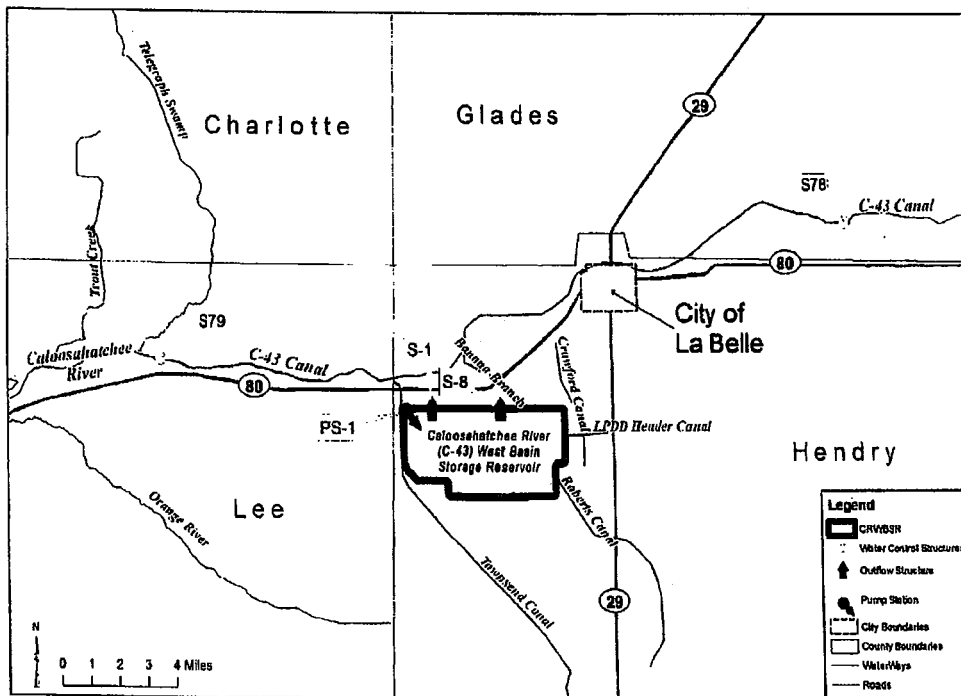 Telegraph Swamp
Charlotte
Glades
29
S78
C-43 Canal
Trout Creek
80
City of
La Belle
S79
Caloosahatchee
River
C-43 Canal
80
S-1
S-8
Banana Branch
Crawford Canal
PS-1
Caloosahatchee River
(C-43) West Basin
Storage Reservoir
LPDD Header Canal
Hendry
Lee
Orange River
Roberts Canal
Townsend Canal
29
N
0 1 2 3 4 Miles
Legend
CRWBSR
Water Control Structures
Outflow Structure
Pump Station
City Boundaries
County Boundaries
WaterWays
Roads